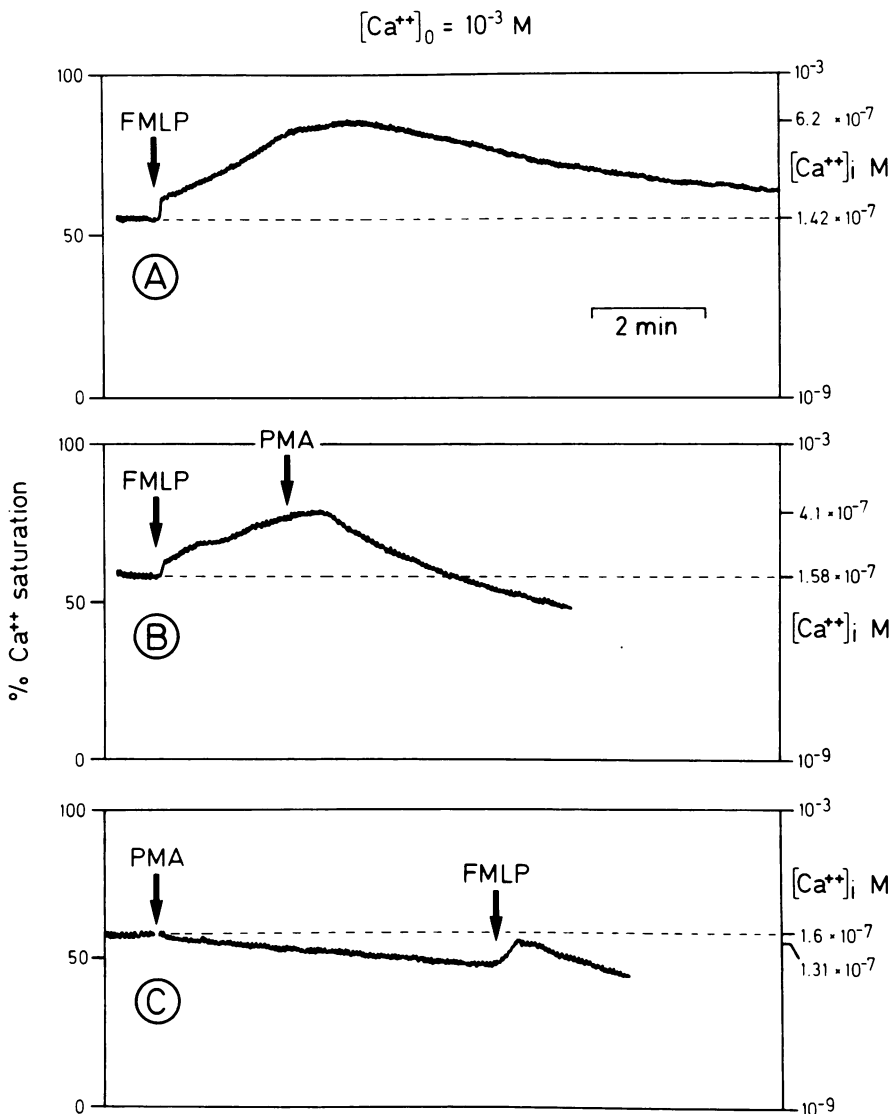 [Ca++]0 = 10-3 M
% Ca++ saturation
100
50
0
FMLP
A
2 min
10-3
6.2 × 10-7
[Ca++]i M
1.42 × 10-7
10-9
100
50
0
FMLP
PMA
B
10-3
4.1 × 10-7
1.58 × 10-7
[Ca++]i M
10-9
100
50
0
PMA
FMLP
C
10-3
[Ca++]i M
1.6 × 10-7
1.31 × 10-7
10-9